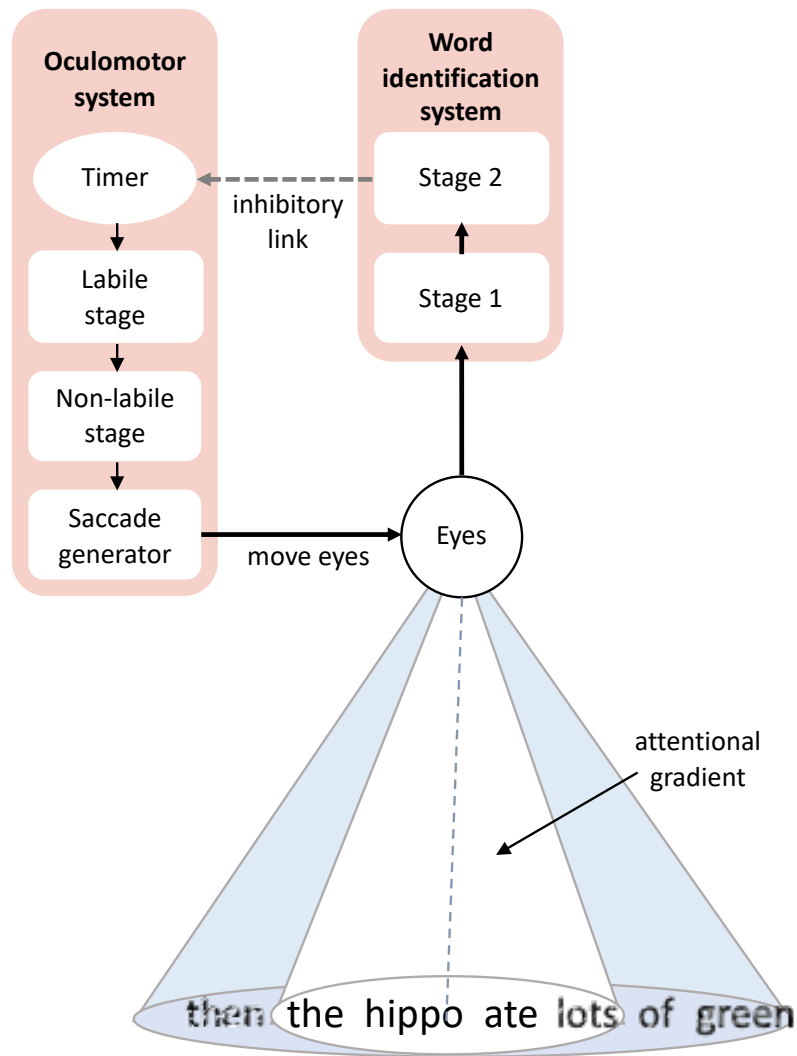 Oculomotor
system
Timer
Labile
stage
Non-labile
stage
Saccade
generator
inhibitory
link
Word
identification
system
Stage 2
Stage 1
move eyes
Eyes
attentional
gradient
then the hippo ate lots of green